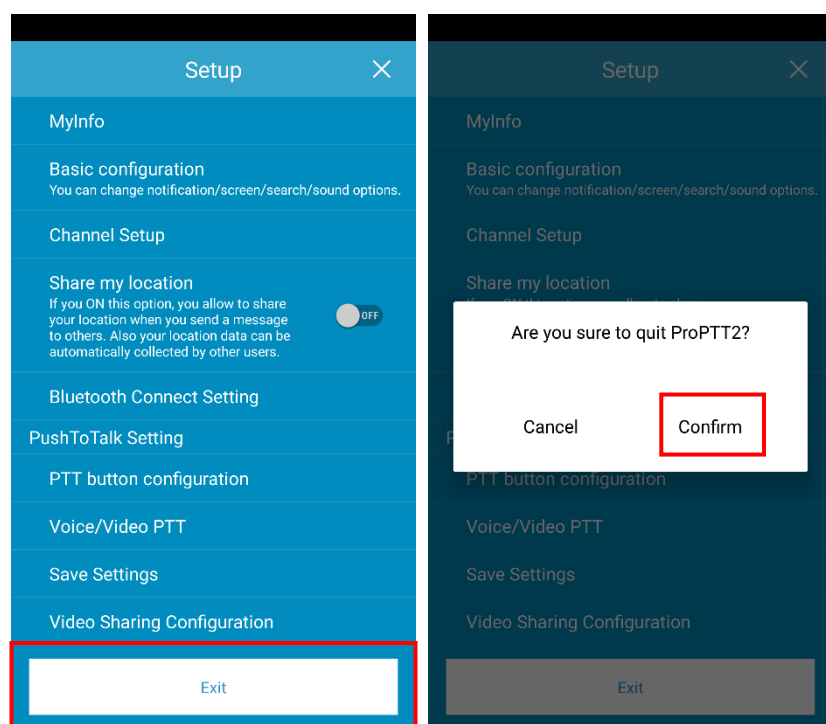 Setup
MyInfo
Basic configuration
You can change notification/screen/search/sound options.
Channel Setup
Share my location
If you ON this option, you allow to share
your location when you send a message
to others. Also your location data can be
automatically collected by other users.
OFF
Bluetooth Connect Setting
PushToTalk Setting
PTT button configuration
Voice/Video PTT
Save Settings
Video Sharing Configuration
Exit
Setup
MyInfo
Basic configuration
You can change notification/screen/search/sound options.
Channel Setup
Share my location
Are you sure to quit ProPTT2?
Cancel
Confirm
PTT button configuration
Voice/Video PTT
Save Settings
Video Sharing Configuration
Exit